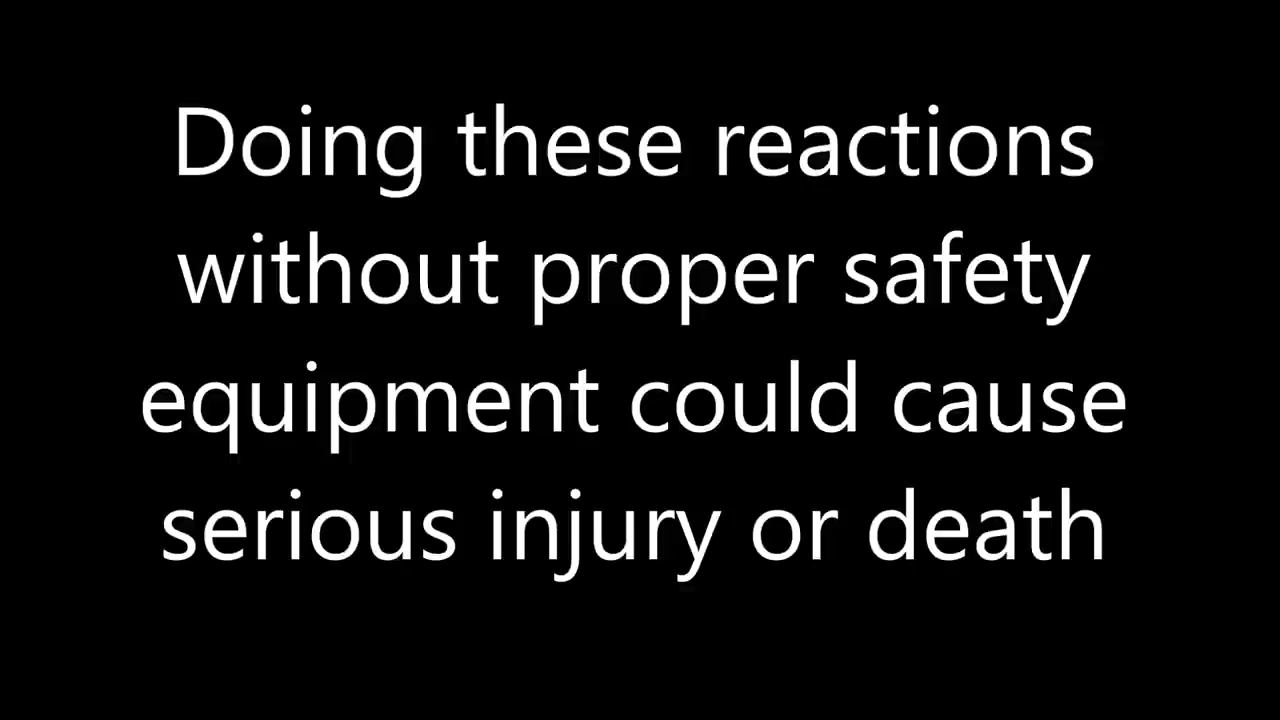 Doing these reactions
without proper safety
equipment could cause
serious injury or death